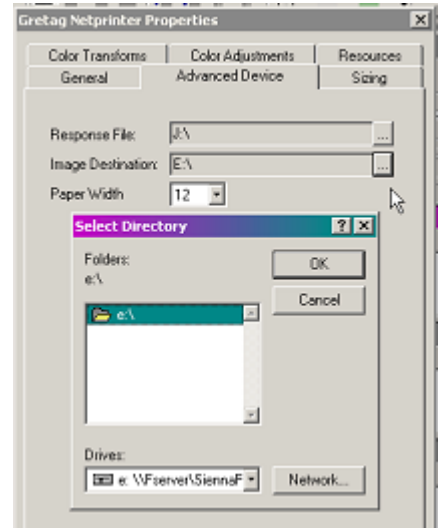 Gretag Netprinter Properties
Color Transforms Color Adjustments Resources
General Advanced Device Sizing
Response File: J:\ ...
Image Destination: E:\ ...
Paper Width 12
Select Directory
Folders:
e:\
OK
Cancel
e:\
Drives:
e: \\Fserver\SiennaF
Network...